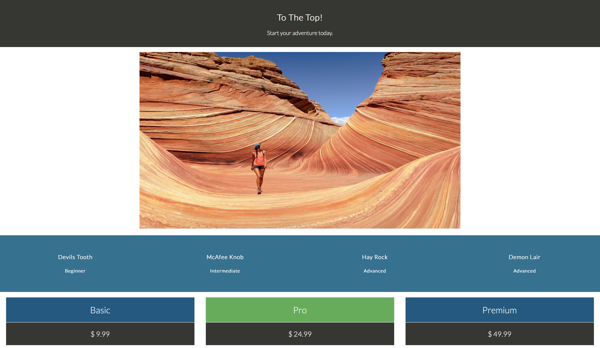 To The Top!
Start your adventure today.
Devils Tooth
McAfee Knob
Hay Rock
Demon Lair
Beginner
Intermediate
Advanced
Advanced
Basic
Pro
Premium
$ 9.99
$ 24.99
$ 49.99